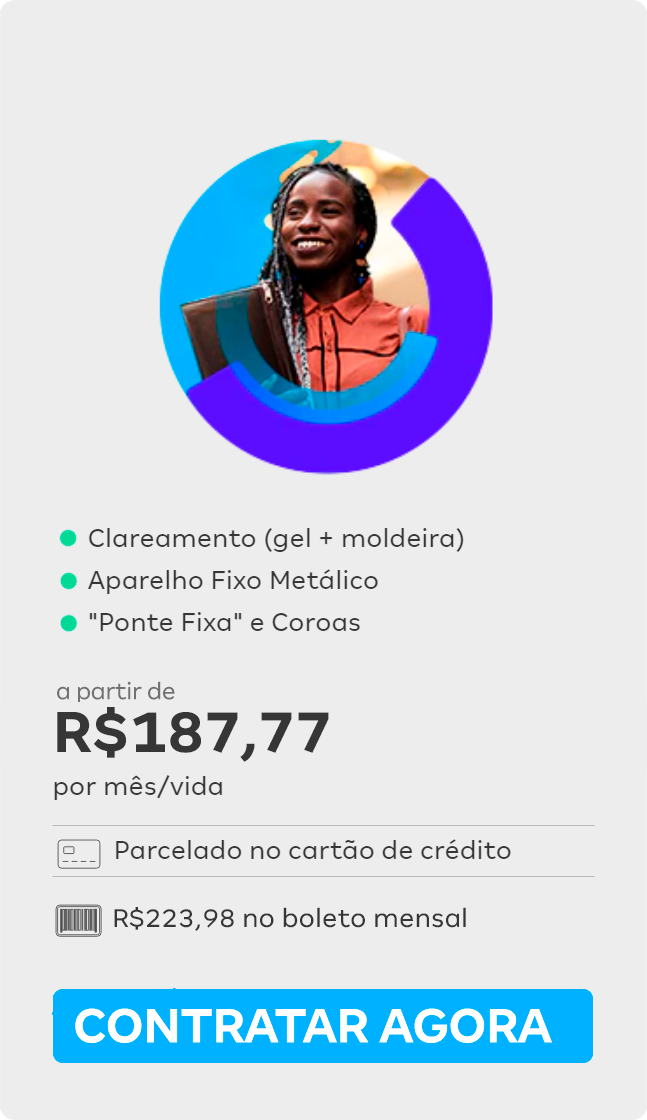 Clareamento (gel + moldeira)
Aparelho Fixo Metálico
"Ponte Fixa" e Coroas
a partir de
R$187,77
por mês/vida
Parcelado no cartão de crédito
R$223,98 no boleto mensal
CONTRATAR AGORA